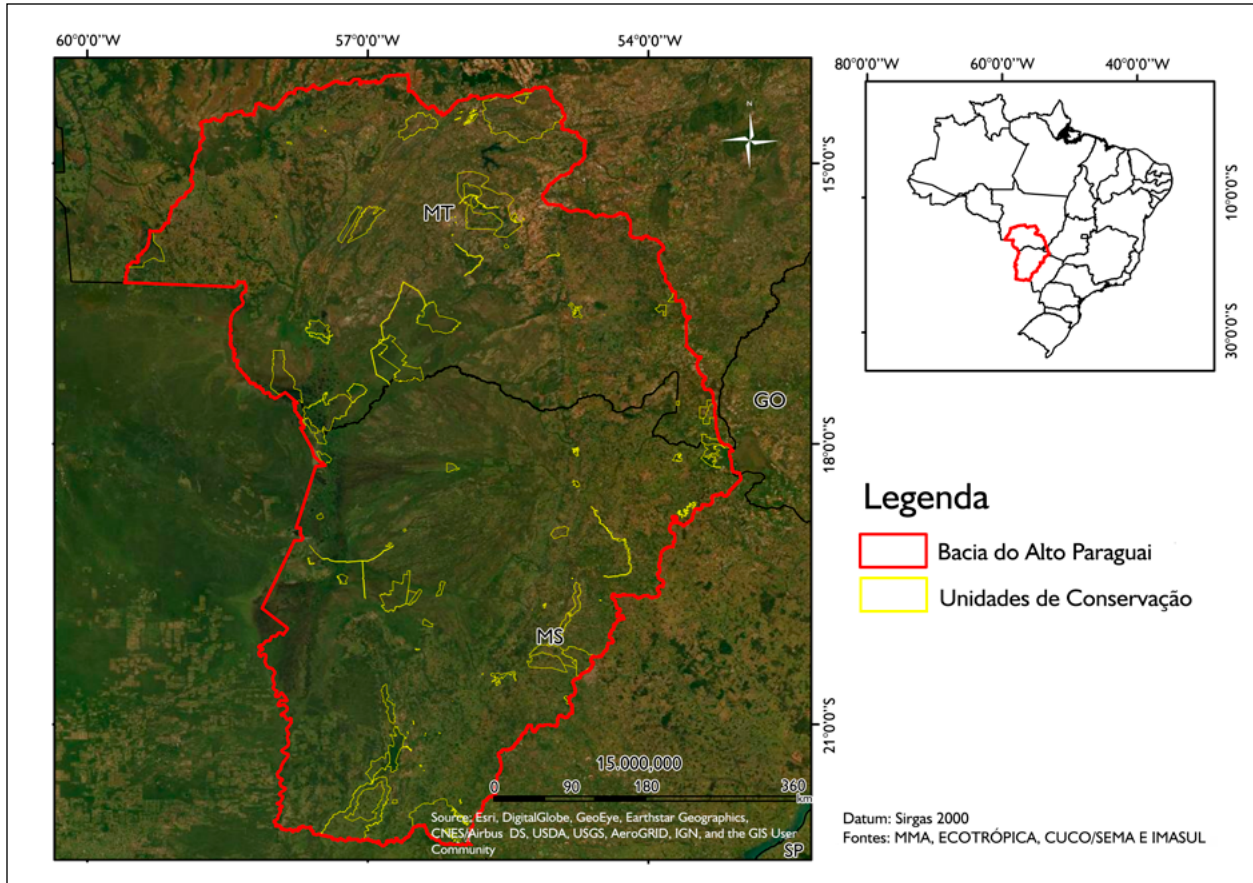 60°0'0"W
57°0'0"W
54°0'0"W
15°0'0"S
18°0'0"S
21°0'0"S
N
MT
GO
MS
SP
15.000,000
0 90 180 360
km
Source: Esri, DigitalGlobe, GeoEye, Earthstar Geographics,
CNES/Airbus DS, USDA, USGS, AeroGRID, IGN, and the GIS User
Community
80°0'0"W
60°0'0"W
40°0'0"W
10°0'0"S
30°0'0"S
Legenda
Bacia do Alto Paraguai
Unidades de Conservação
Datum: Sirgas 2000
Fontes: MMA, ECOTRÓPICA, CUCO/SEMA E IMASUL